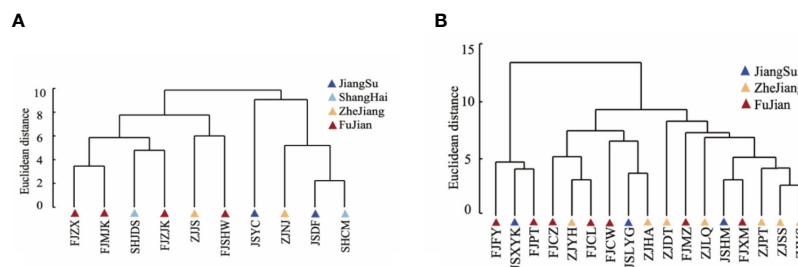 A
B
JiangSu
ShangHai
ZheJiang
FuJian
Euclidean distance
10
8
6
4
2
0
FJZX
FJMJK
SHJDS
FJZJK
ZJJS
FJSHW
JSYC
ZJNJ
JSDF
SHCM
JiangSu
ZheJiang
FuJian
Euclidean distance
15
10
5
0
FJFY
JSXYK
FJPT
FJCZ
ZJYH
FJCL
FJCW
JSLYG
ZJHA
ZJDT
FJMZ
ZJLQ
JSHM
FJXM
ZJPT
ZJSS